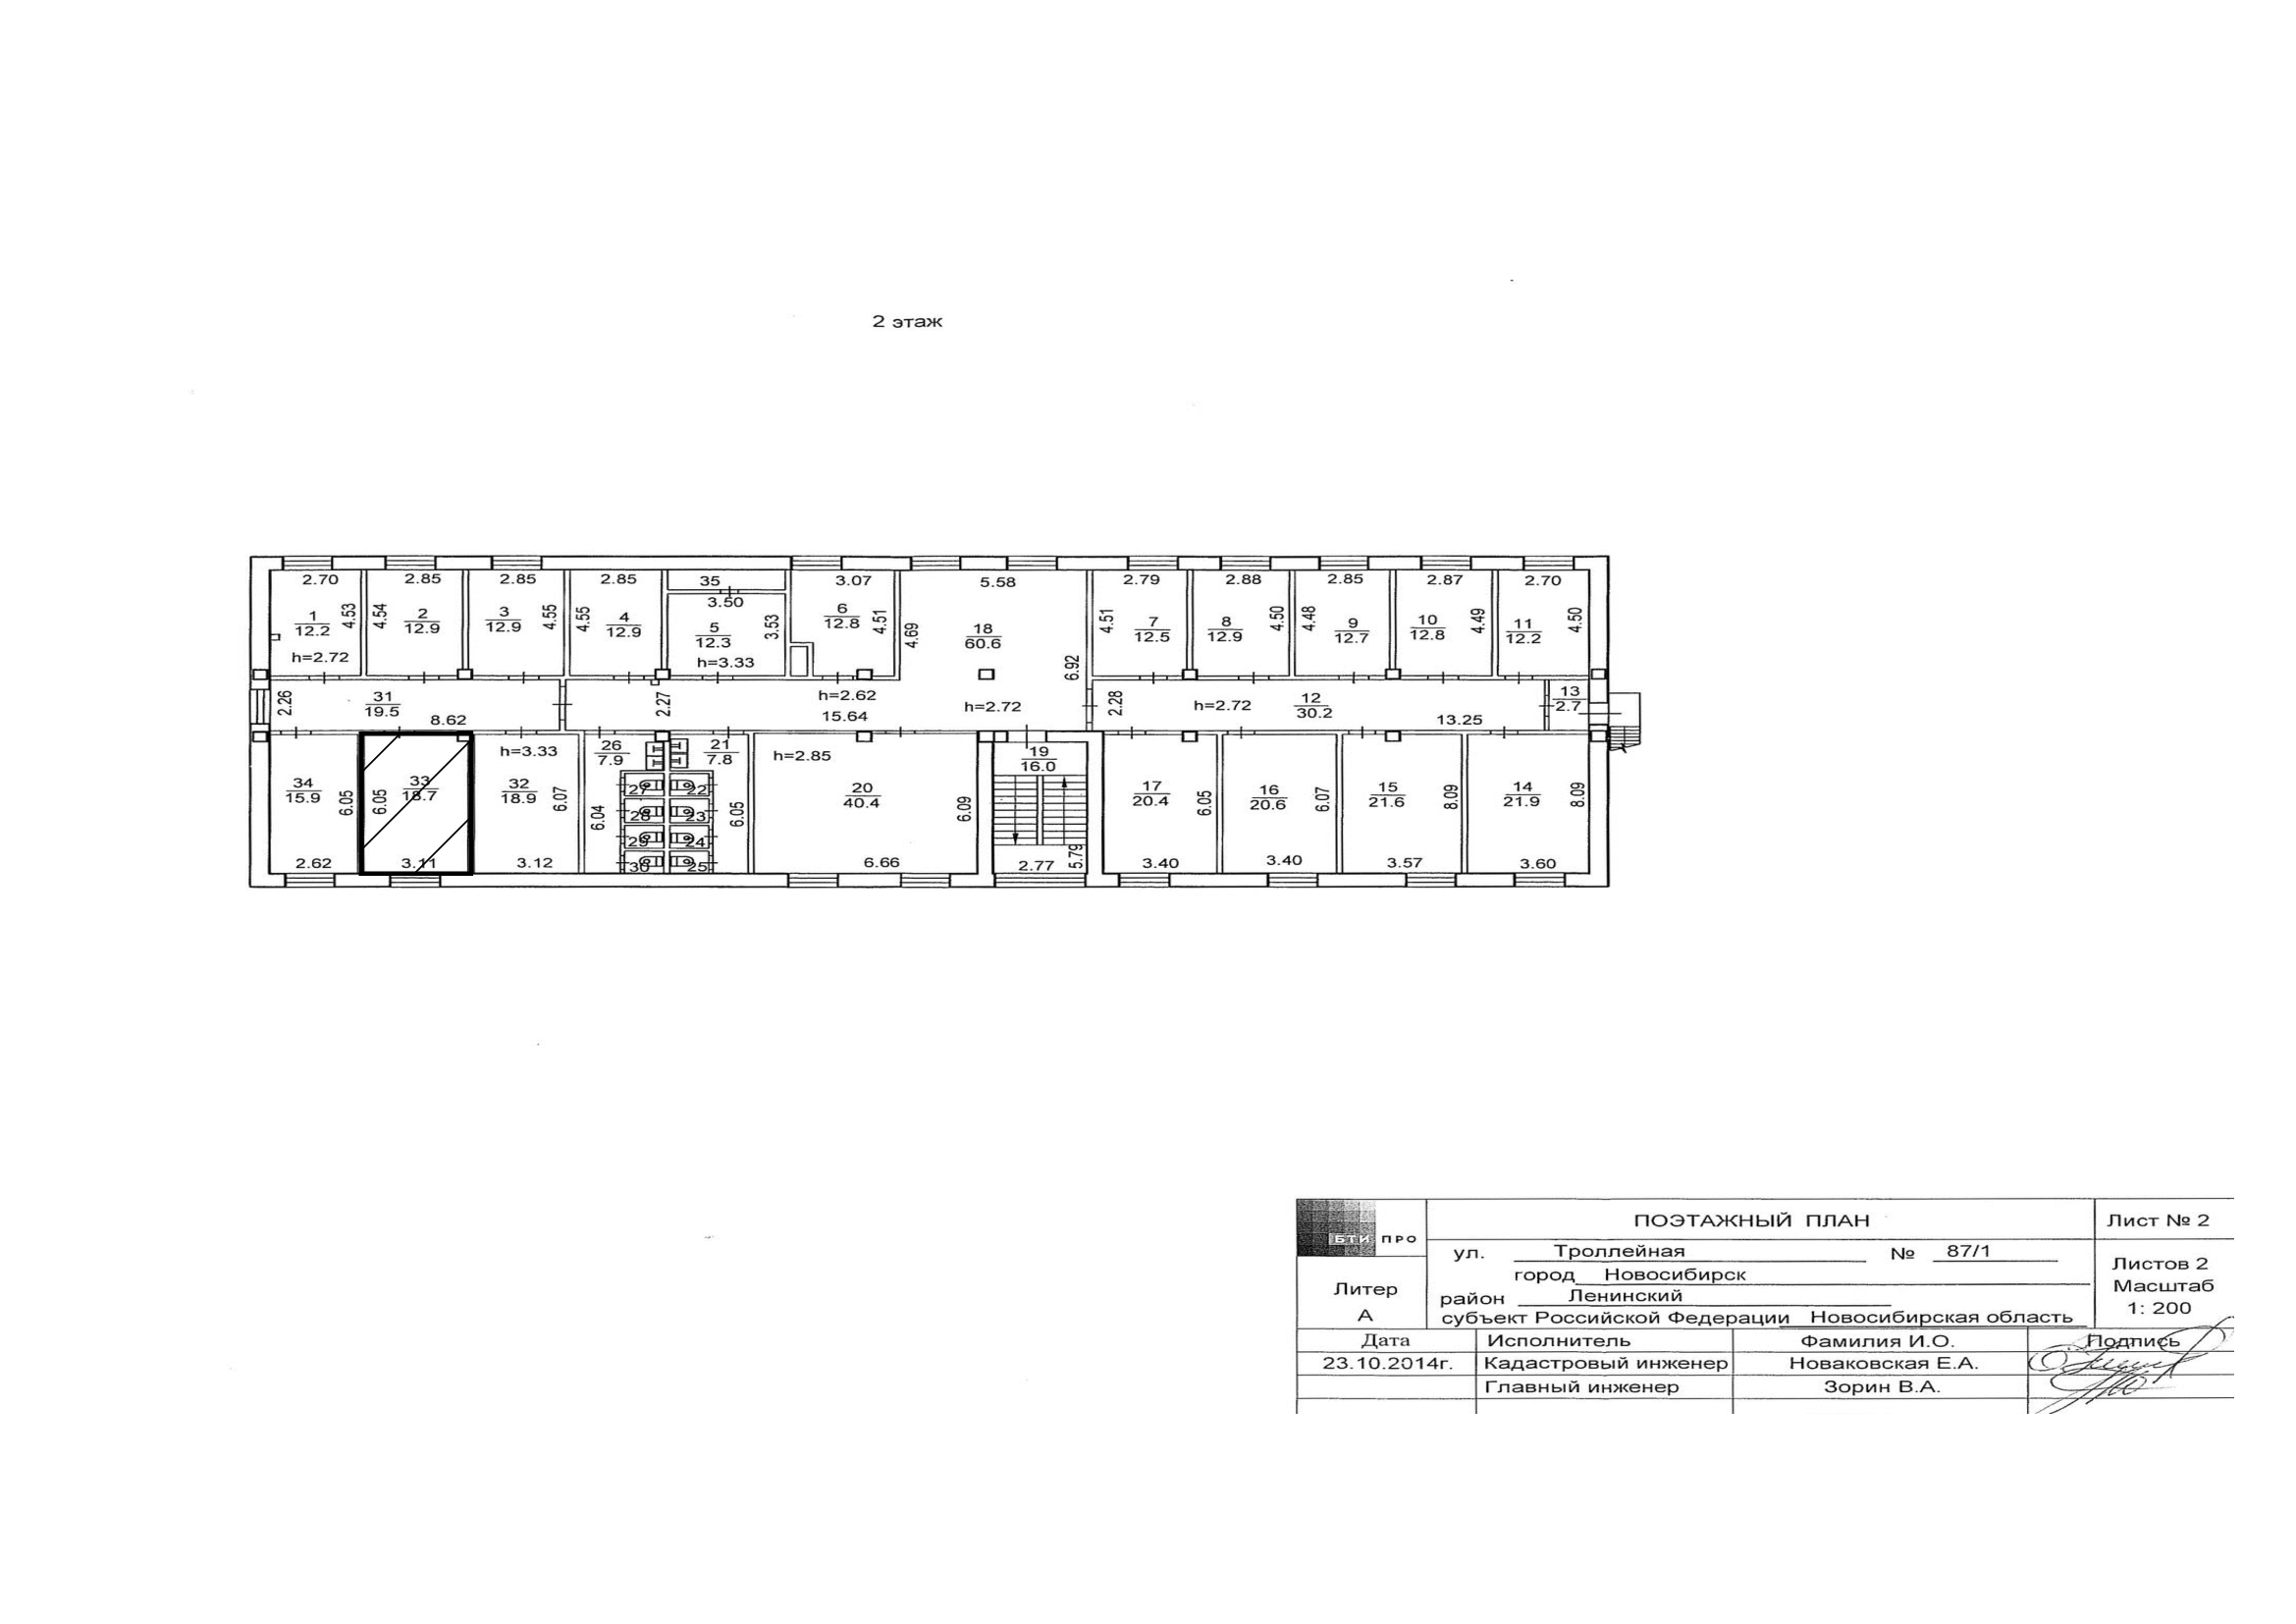 2 этаж
2.70 2.85 2.85 2.85 35 3.07 5.58 2.79 2.88 2.85 2.87 2.70
3.50
1 4.53 4.54 2 3 4.55 4.55 4 5 3.53 6 4.51 4.69 18 4.51 7 8 4.50 4.48 9 10 4.49 11 4.50
12.2 12.9 12.9 12.9 12.3 12.8 60.6 12.5 12.9 12.7 12.8 12.2
h=2.72 h=3.33 6.92
2.26 31 2.27 h=2.62 h=2.72 2.28 h=2.72 12 13
19.5 8.62 15.64 30.2 13.25 2.7
h=3.33 26 21 h=2.85 19
7.9 7.8 16.0
34 6.05 6.05 33 32 6.07 6.04 27 22 6.05 20 6.09 17 6.05 16 6.07 15 8.09 14 8.09
15.9 18.7 18.9 40.4 20.4 20.6 21.6 21.9
28 23
29 24
2.62 3.11 3.12 30 25 6.66 2.77 5.79 3.40 3.40 3.57 3.60
БТИ ПРО
ПОЭТАЖНЫЙ ПЛАН
Лист № 2
ул. Троллейная № 87/1
Листов 2
город Новосибирск
Масштаб
Литер
район Ленинский
1: 200
А
субъект Российской Федерации Новосибирская область
Дата Исполнитель Фамилия И.О. Подпись
23.10.2014г. Кадастровый инженер Новаковская Е.А.
Главный инженер Зорин В.А.